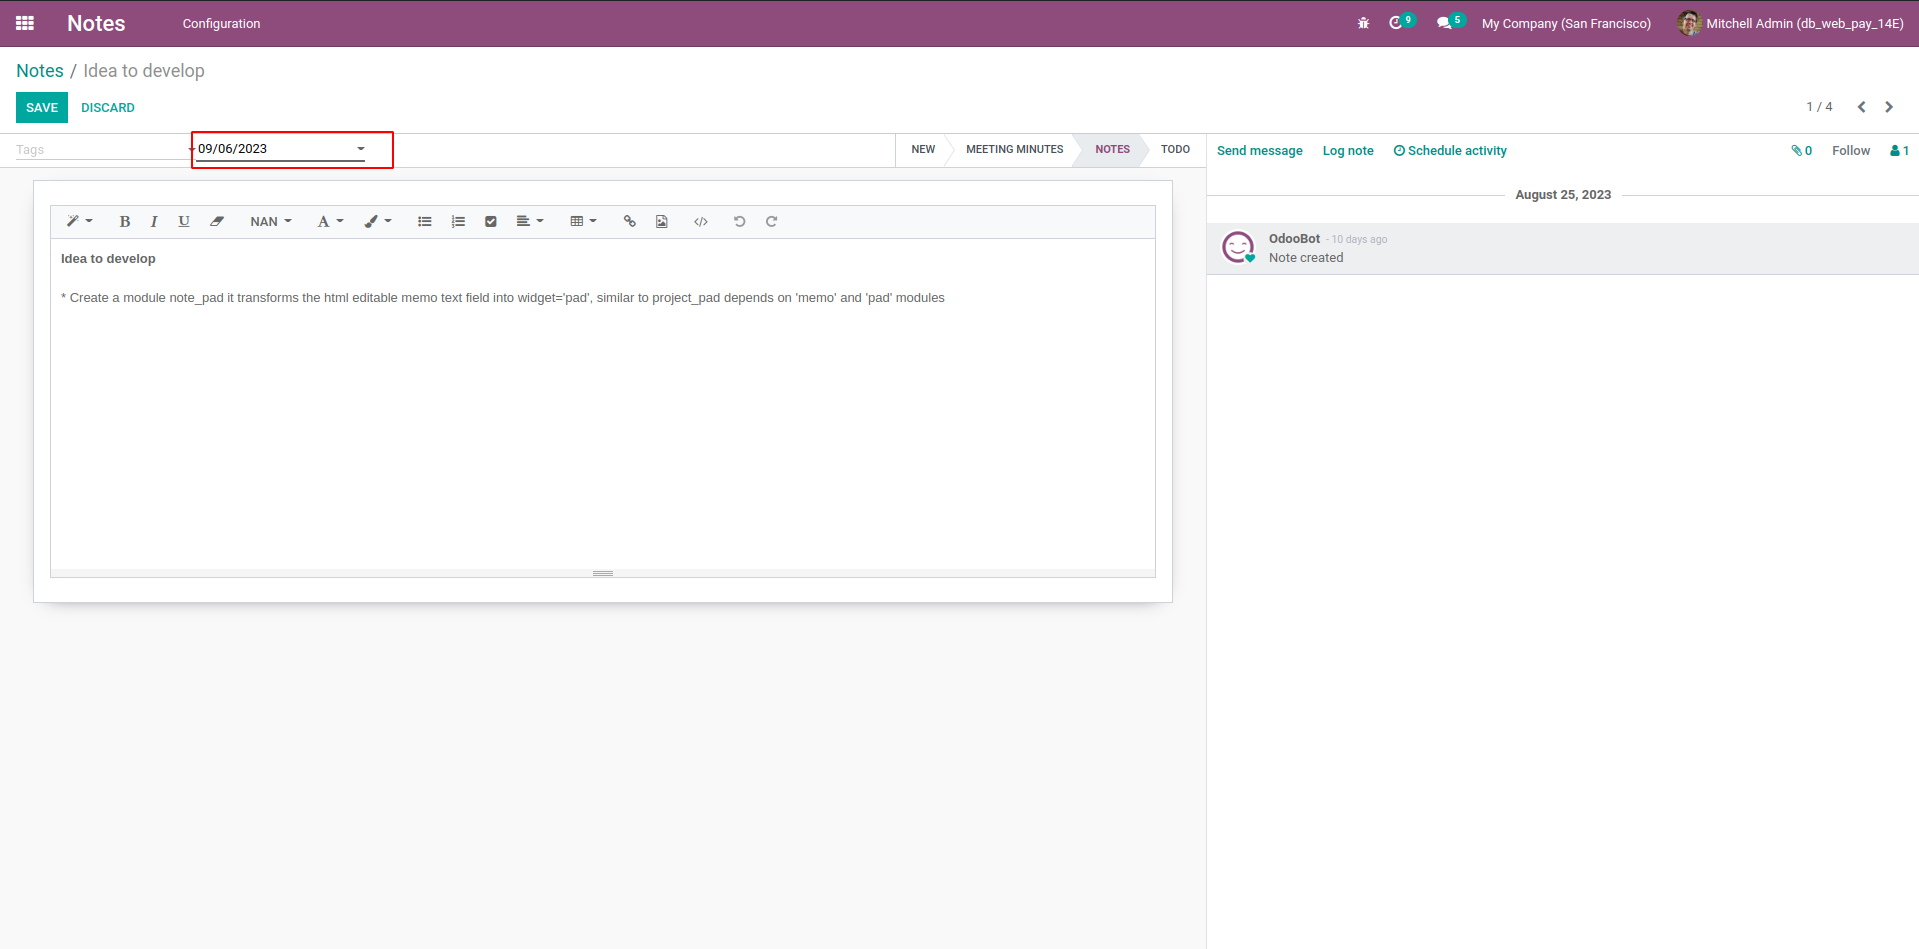 Notes Configuration 9 5 My Company (San Francisco) Mitchell Admin (db_web_pay_14E)
Notes / Idea to develop
SAVE DISCARD 1 / 4
Tags 09/06/2023 NEW MEETING MINUTES NOTES TODO Send message Log note Schedule activity 0 Follow 1
August 25, 2023
B I U NAN A
OdooBot - 10 days ago
Note created
Idea to develop
* Create a module note_pad it transforms the html editable memo text field into widget='pad', similar to project_pad depends on 'memo' and 'pad' modules